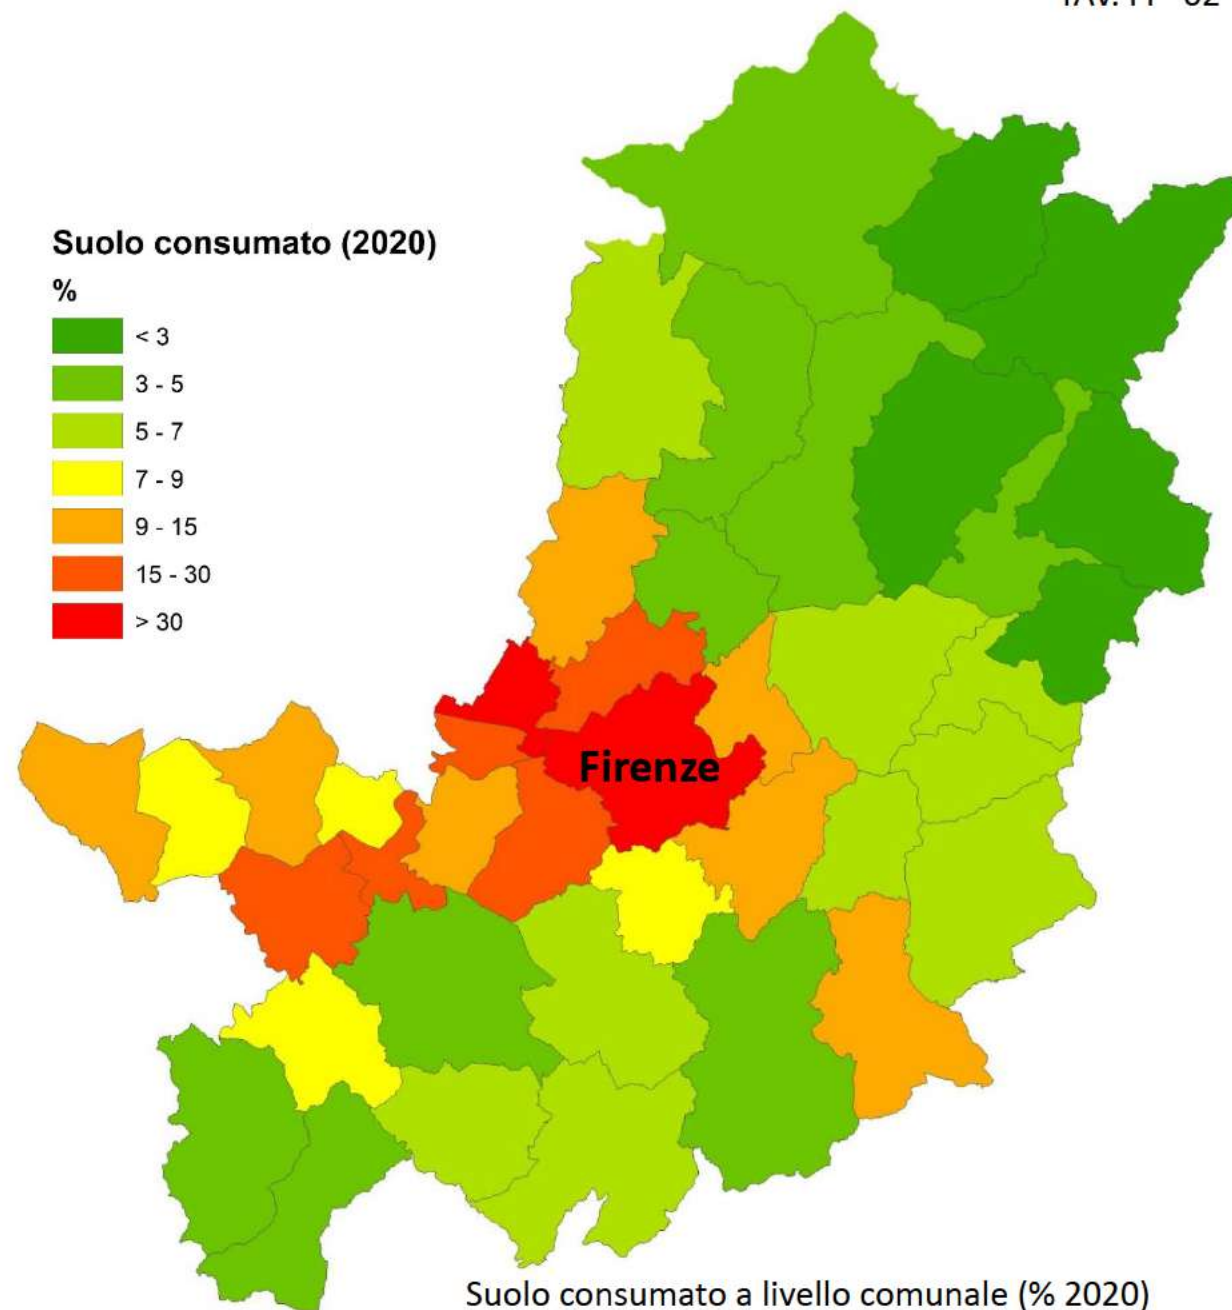 Suolo consumato (2020)
%
< 3
3 - 5
5 - 7
7 - 9
9 - 15
15 - 30
> 30
Firenze
Suolo consumato a livello comunale (% 2020)